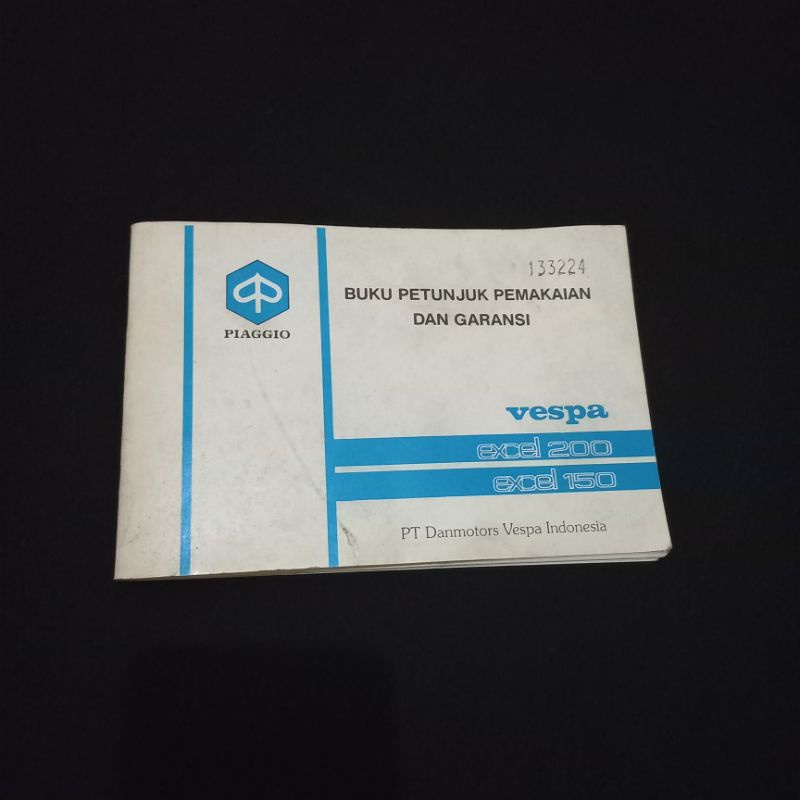 PIAGGIO
133224
BUKU PETUNJUK PEMAKAIAN
DAN GARANSI
vespa
excel 200
excel 150
PT Danmotors Vespa Indonesia